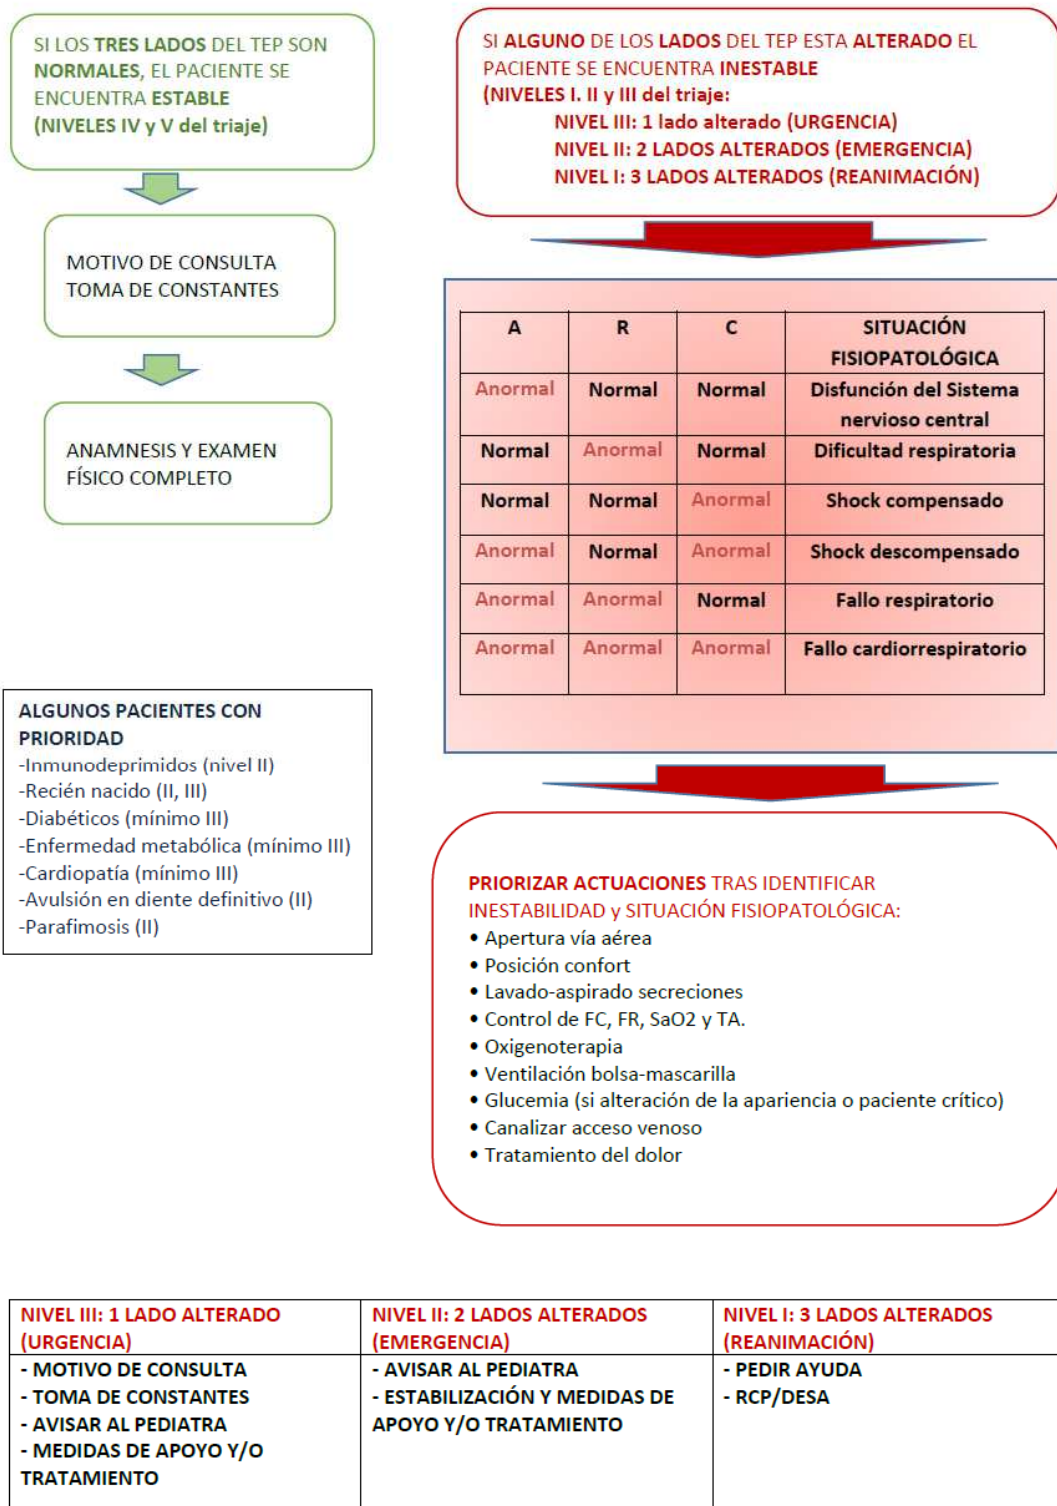 SI LOS TRES LADOS DEL TEP SON
NORMALES, EL PACIENTE SE
ENCUENTRA ESTABLE
(NIVELES IV y V del triaje)
MOTIVO DE CONSULTA
TOMA DE CONSTANTES
ANAMNESIS Y EXAMEN
FÍSICO COMPLETO
SI ALGUNO DE LOS LADOS DEL TEP ESTA ALTERADO EL
PACIENTE SE ENCUENTRA INESTABLE
(NIVELES I. II y III del triaje:
NIVEL III: 1 lado alterado (URGENCIA)
NIVEL II: 2 LADOS ALTERADOS (EMERGENCIA)
NIVEL I: 3 LADOS ALTERADOS (REANIMACIÓN)
A R C SITUACIÓN
FISIOPATOLÓGICA
Anormal Normal Normal Disfunción del Sistema
nervioso central
Normal Anormal Normal Dificultad respiratoria
Normal Normal Anormal Shock compensado
Anormal Normal Anormal Shock descompensado
Anormal Anormal Normal Fallo respiratorio
Anormal Anormal Anormal Fallo cardiorrespiratorio
ALGUNOS PACIENTES CON
PRIORIDAD
-Inmunodeprimidos (nivel II)
-Recién nacido (II, III)
-Diabéticos (mínimo III)
-Enfermedad metabólica (mínimo III)
-Cardiopatía (mínimo III)
-Avulsión en diente definitivo (II)
-Parafimosis (II)
PRIORIZAR ACTUACIONES TRAS IDENTIFICAR
INESTABILIDAD y SITUACIÓN FISIOPATOLÓGICA:
• Apertura vía aérea
• Posición confort
• Lavado-aspirado secreciones
• Control de FC, FR, SaO2 y TA.
• Oxigenoterapia
• Ventilación bolsa-mascarilla
• Glucemia (si alteración de la apariencia o paciente crítico)
• Canalizar acceso venoso
• Tratamiento del dolor
NIVEL III: 1 LADO ALTERADO
(URGENCIA)
- MOTIVO DE CONSULTA
- TOMA DE CONSTANTES
- AVISAR AL PEDIATRA
- MEDIDAS DE APOYO Y/O
TRATAMIENTO
NIVEL II: 2 LADOS ALTERADOS
(EMERGENCIA)
- AVISAR AL PEDIATRA
- ESTABILIZACIÓN Y MEDIDAS DE
APOYO Y/O TRATAMIENTO
NIVEL I: 3 LADOS ALTERADOS
(REANIMACIÓN)
- PEDIR AYUDA
- RCP/DESA